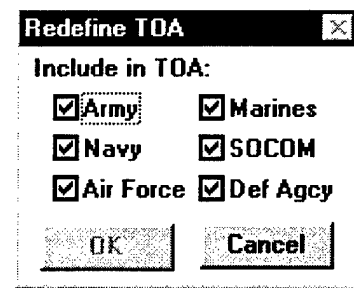 Redefine TOA
Include in TOA:
Army Marines
Navy SOCOM
Air Force Def Agcy
OK Cancel